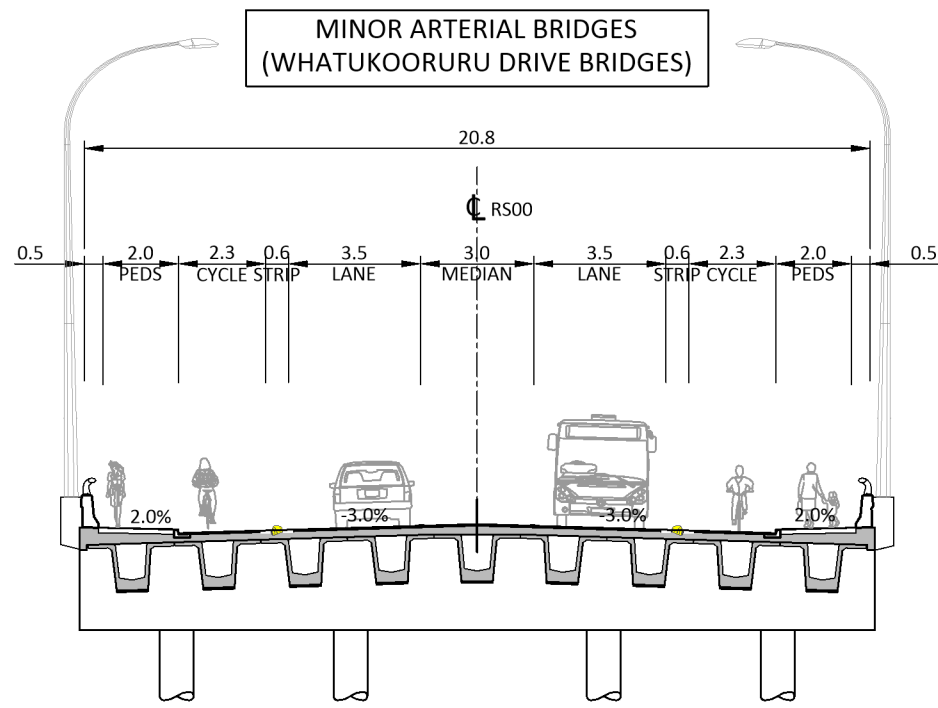 MINOR ARTERIAL BRIDGES
(WHATUKOORURU DRIVE BRIDGES)
20.8
℄ RS00
0.5 2.0 2.3 0.6 3.5 3.0 3.5 0.6 2.3 2.0 0.5
PEDS CYCLE STRIP LANE MEDIAN LANE STRIP CYCLE PEDS
2.0% -3.0% -3.0% 2.0%